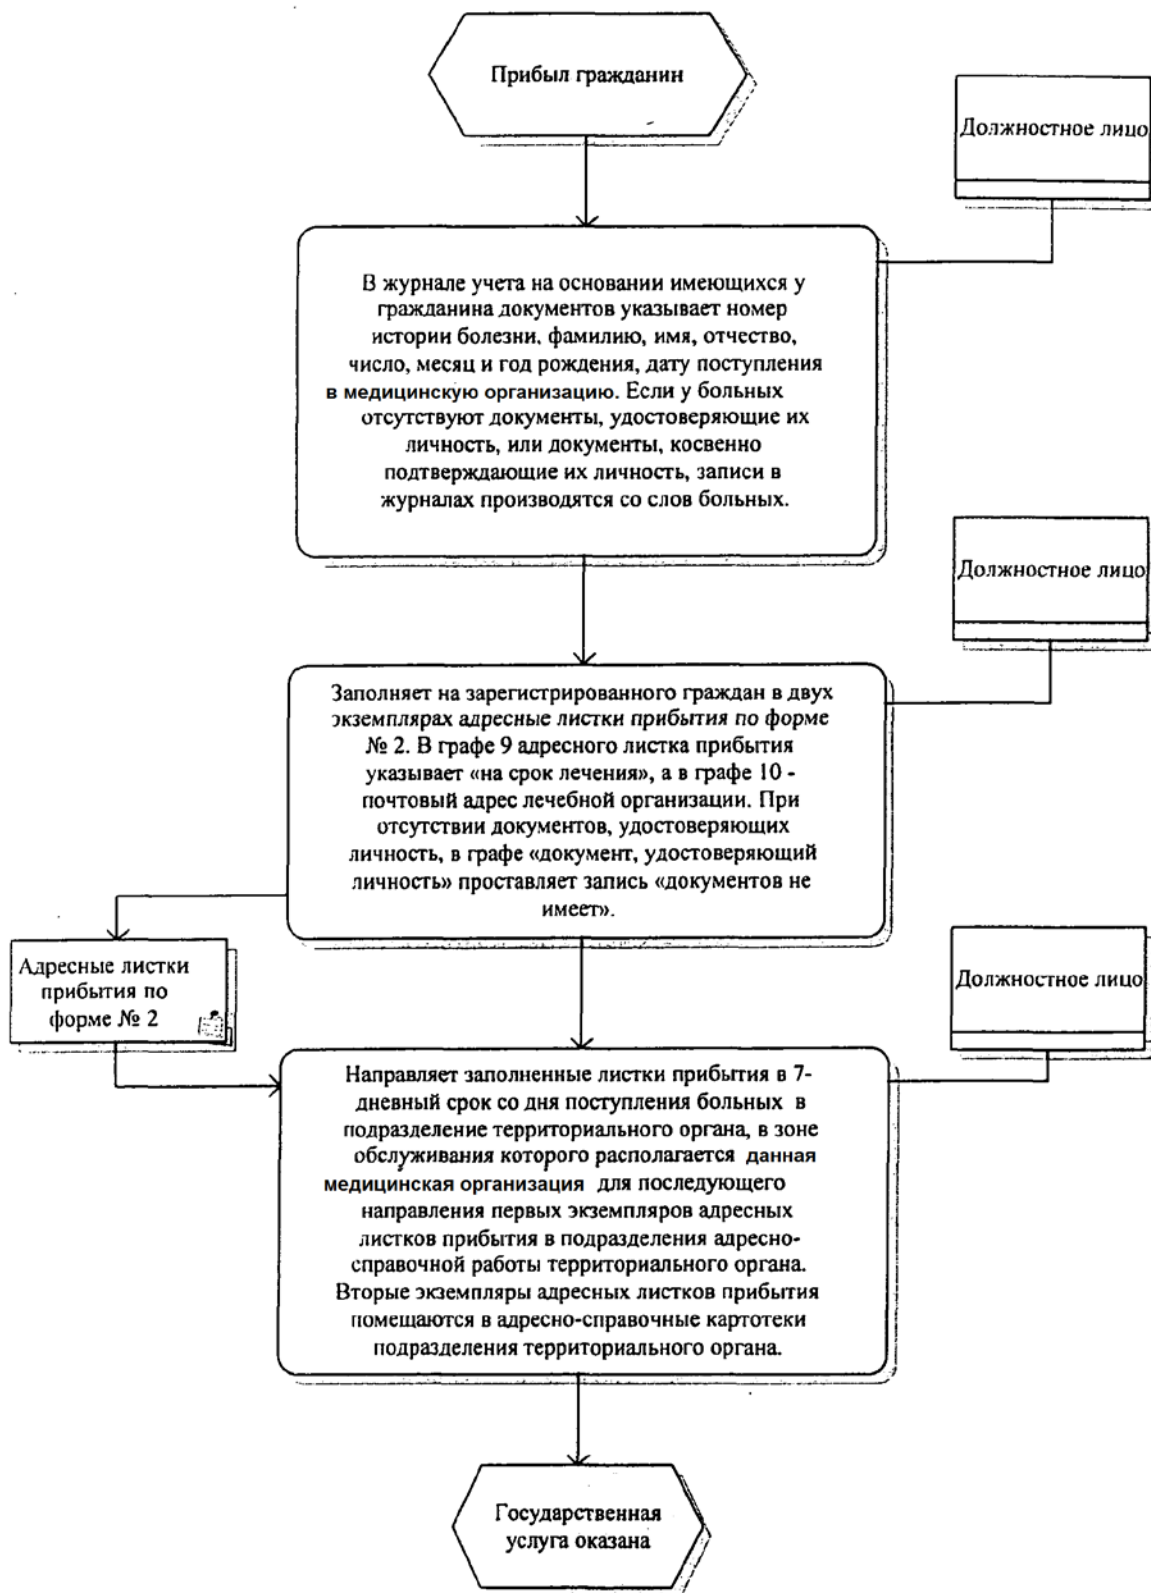 Прибыл гражданин
Должностное лицо
В журнале учета на основании имеющихся у
гражданина документов указывает номер
истории болезни, фамилию, имя, отчество,
число, месяц и год рождения, дату поступления
в медицинскую организацию. Если у больных
отсутствуют документы, удостоверяющие их
личность, или документы, косвенно
подтверждающие их личность, записи в
журналах производятся со слов больных.
Должностное лицо
Заполняет на зарегистрированного граждан в двух
экземплярах адресные листки прибытия по форме
№ 2. В графе 9 адресного листка прибытия
указывает «на срок лечения», а в графе 10 -
почтовый адрес лечебной организации. При
отсутствии документов, удостоверяющих
личность, в графе «документ, удостоверяющий
личность» проставляет запись «документов не
имеет».
Адресные листки
прибытия по
форме № 2
Должностное лицо
Направляет заполненные листки прибытия в 7-
дневный срок со дня поступления больных в
подразделение территориального органа, в зоне
обслуживания которого располагается данная
медицинская организация для последующего
направления первых экземпляров адресных
листков прибытия в подразделения адресно-
справочной работы территориального органа.
Вторые экземпляры адресных листков прибытия
помещаются в адресно-справочные картотеки
подразделения территориального органа.
Государственная
услуга оказана